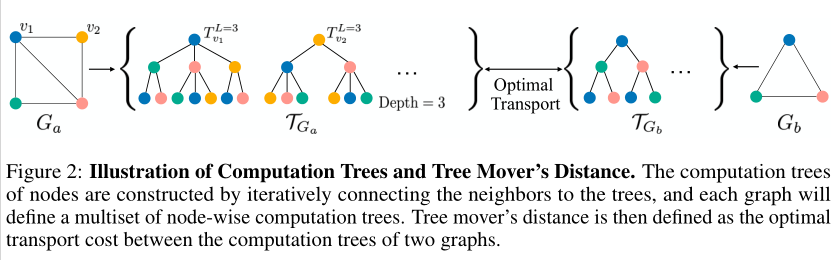 v₁
v₂
T_{v₁}^{L=3}
T_{v₂}^{L=3}
...
...
Optimal
Transport
Depth = 3
G_a
𝒯_{G_a}
𝒯_{G_b}
G_b
Figure 2: Illustration of Computation Trees and Tree Mover's Distance. The computation trees
of nodes are constructed by iteratively connecting the neighbors to the trees, and each graph will
define a multiset of node-wise computation trees. Tree mover's distance is then defined as the optimal
transport cost between the computation trees of two graphs.